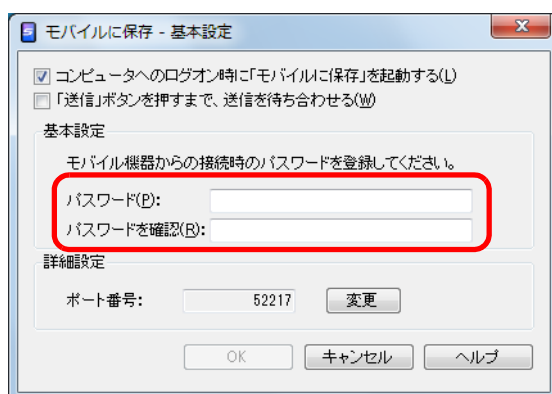 モバイルに保存 - 基本設定
コンピュータへのログオン時に「モバイルに保存」を起動する(L)
「送信」ボタンを押すまで、送信を待ち合わせる(W)
基本設定
モバイル機器からの接続時のパスワードを登録してください。
パスワード(P):
パスワードを確認(R):
詳細設定
ポート番号: 52217 変更
OK キャンセル ヘルプ